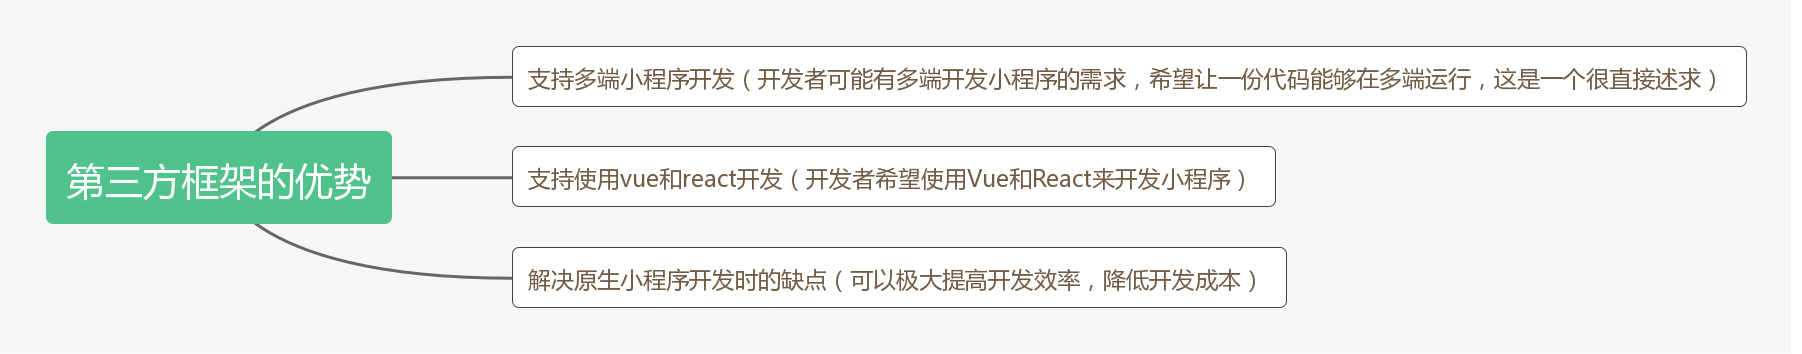 支持多端小程序开发（开发者可能有多端开发小程序的需求，希望让一份代码能够在多端运行，这是一个很直接述求）
第三方框架的优势
支持使用vue和react开发（开发者希望使用Vue和React来开发小程序）
解决原生小程序开发时的缺点（可以极大提高开发效率，降低开发成本）